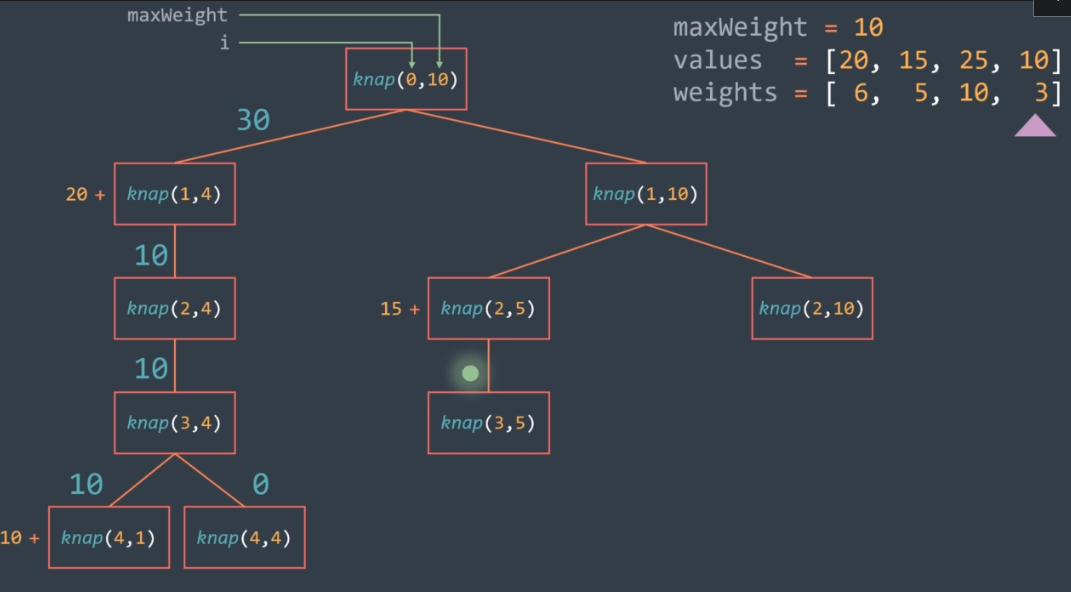 maxWeight
i
maxWeight = 10
values = [20, 15, 25, 10]
weights = [ 6, 5, 10, 3]
knap(0,10)
30
20 + knap(1,4)
knap(1,10)
10
knap(2,4)
15 + knap(2,5)
knap(2,10)
10
knap(3,4)
knap(3,5)
10
0
10 + knap(4,1)
knap(4,4)